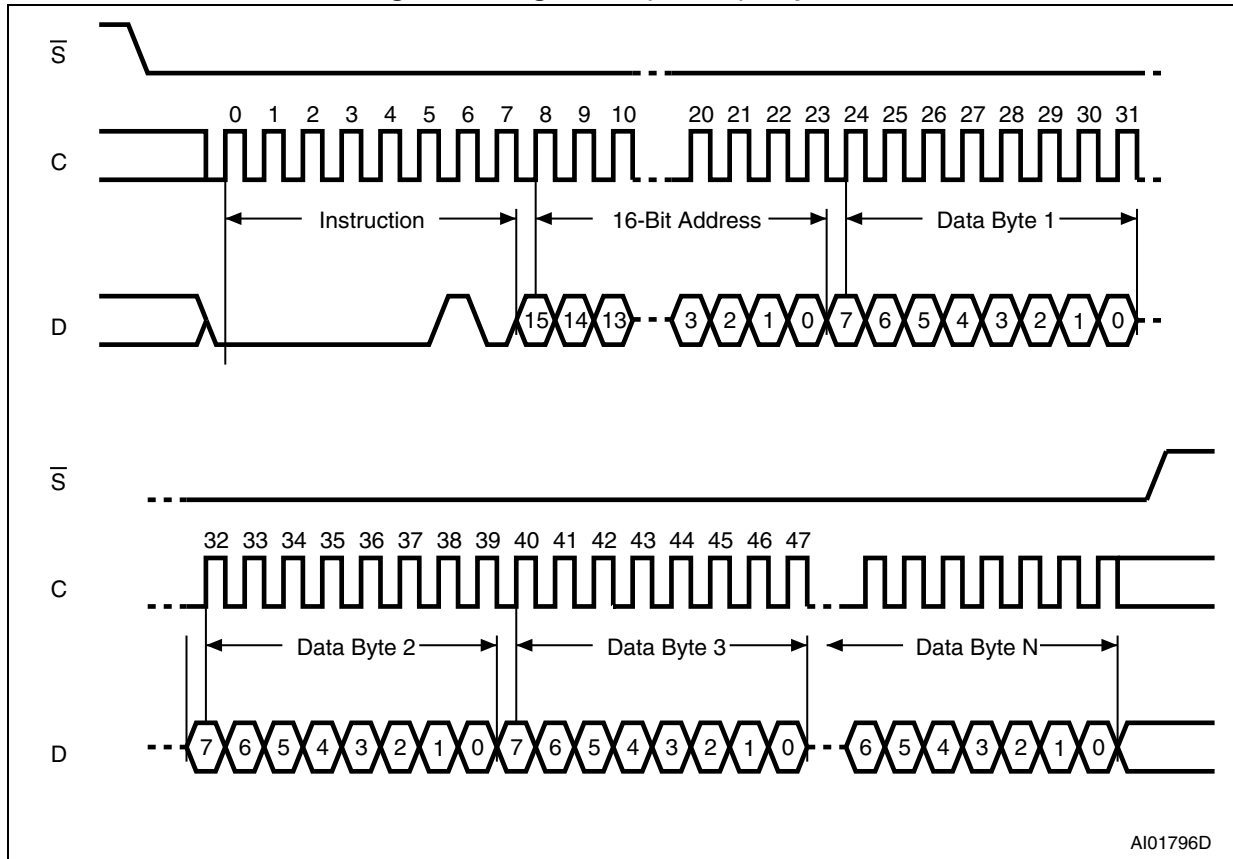 S
0 1 2 3 4 5 6 7 8 9 10 20 21 22 23 24 25 26 27 28 29 30 31
C
Instruction 16-Bit Address Data Byte 1
D 15 14 13 3 2 1 0 7 6 5 4 3 2 1 0
S
32 33 34 35 36 37 38 39 40 41 42 43 44 45 46 47
C
Data Byte 2 Data Byte 3 Data Byte N
D 7 6 5 4 3 2 1 0 7 6 5 4 3 2 1 0 6 5 4 3 2 1 0
AI01796D